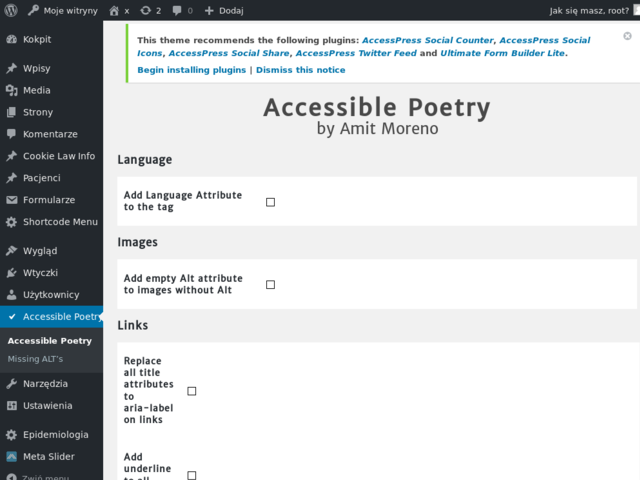 Moje witryny x 2 0 Dodaj Jak się masz, root?
Kokpit
Wpisy
Media
Strony
Komentarze
Cookie Law Info
Pacjenci
Formularze
Shortcode Menu
Wygląd
Wtyczki
Użytkownicy
Accessible Poetry
Accessible Poetry
Missing ALT's
Narzędzia
Ustawienia
Epidemiologia
Meta Slider
Zwiń menu
This theme recommends the following plugins: AccessPress Social Counter, AccessPress Social
Icons, AccessPress Social Share, AccessPress Twitter Feed and Ultimate Form Builder Lite.
Begin installing plugins | Dismiss this notice
Accessible Poetry
by Amit Moreno
Language
Add Language Attribute
to the tag
Images
Add empty Alt attribute
to images without Alt
Links
Replace
all title
attributes
to
aria-label
on links
Add
underline
to all